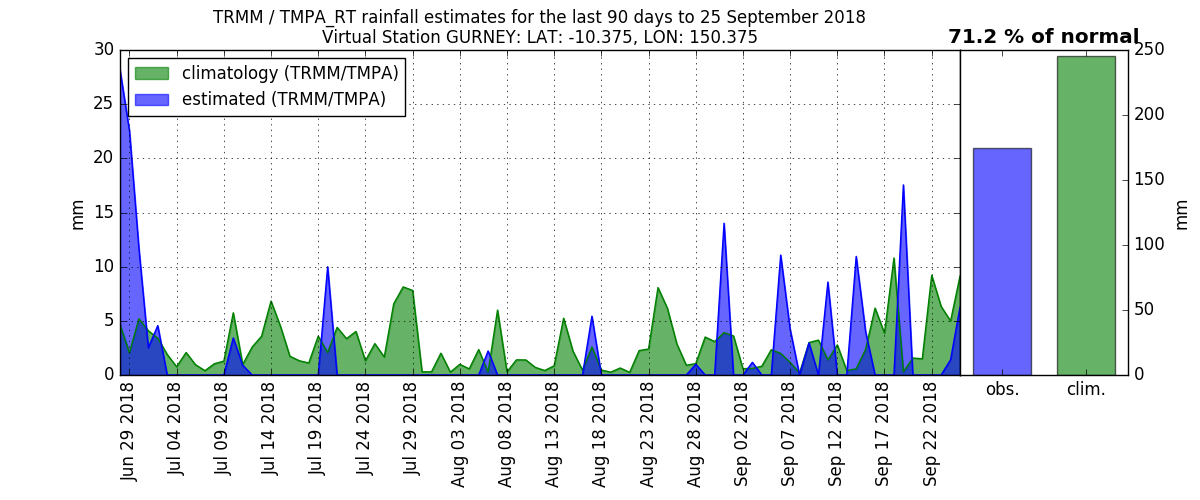 TRMM / TMPA_RT rainfall estimates for the last 90 days to 25 September 2018
Virtual Station GURNEY: LAT: -10.375, LON: 150.375
71.2 % of normal
climatology (TRMM/TMPA)
estimated (TRMM/TMPA)
30
25
20
15
10
5
0
mm
Jun 29 2018
Jul 04 2018
Jul 09 2018
Jul 14 2018
Jul 19 2018
Jul 24 2018
Jul 29 2018
Aug 03 2018
Aug 08 2018
Aug 13 2018
Aug 18 2018
Aug 23 2018
Aug 28 2018
Sep 02 2018
Sep 07 2018
Sep 12 2018
Sep 17 2018
Sep 22 2018
250
200
150
100
50
0
mm
obs.
clim.